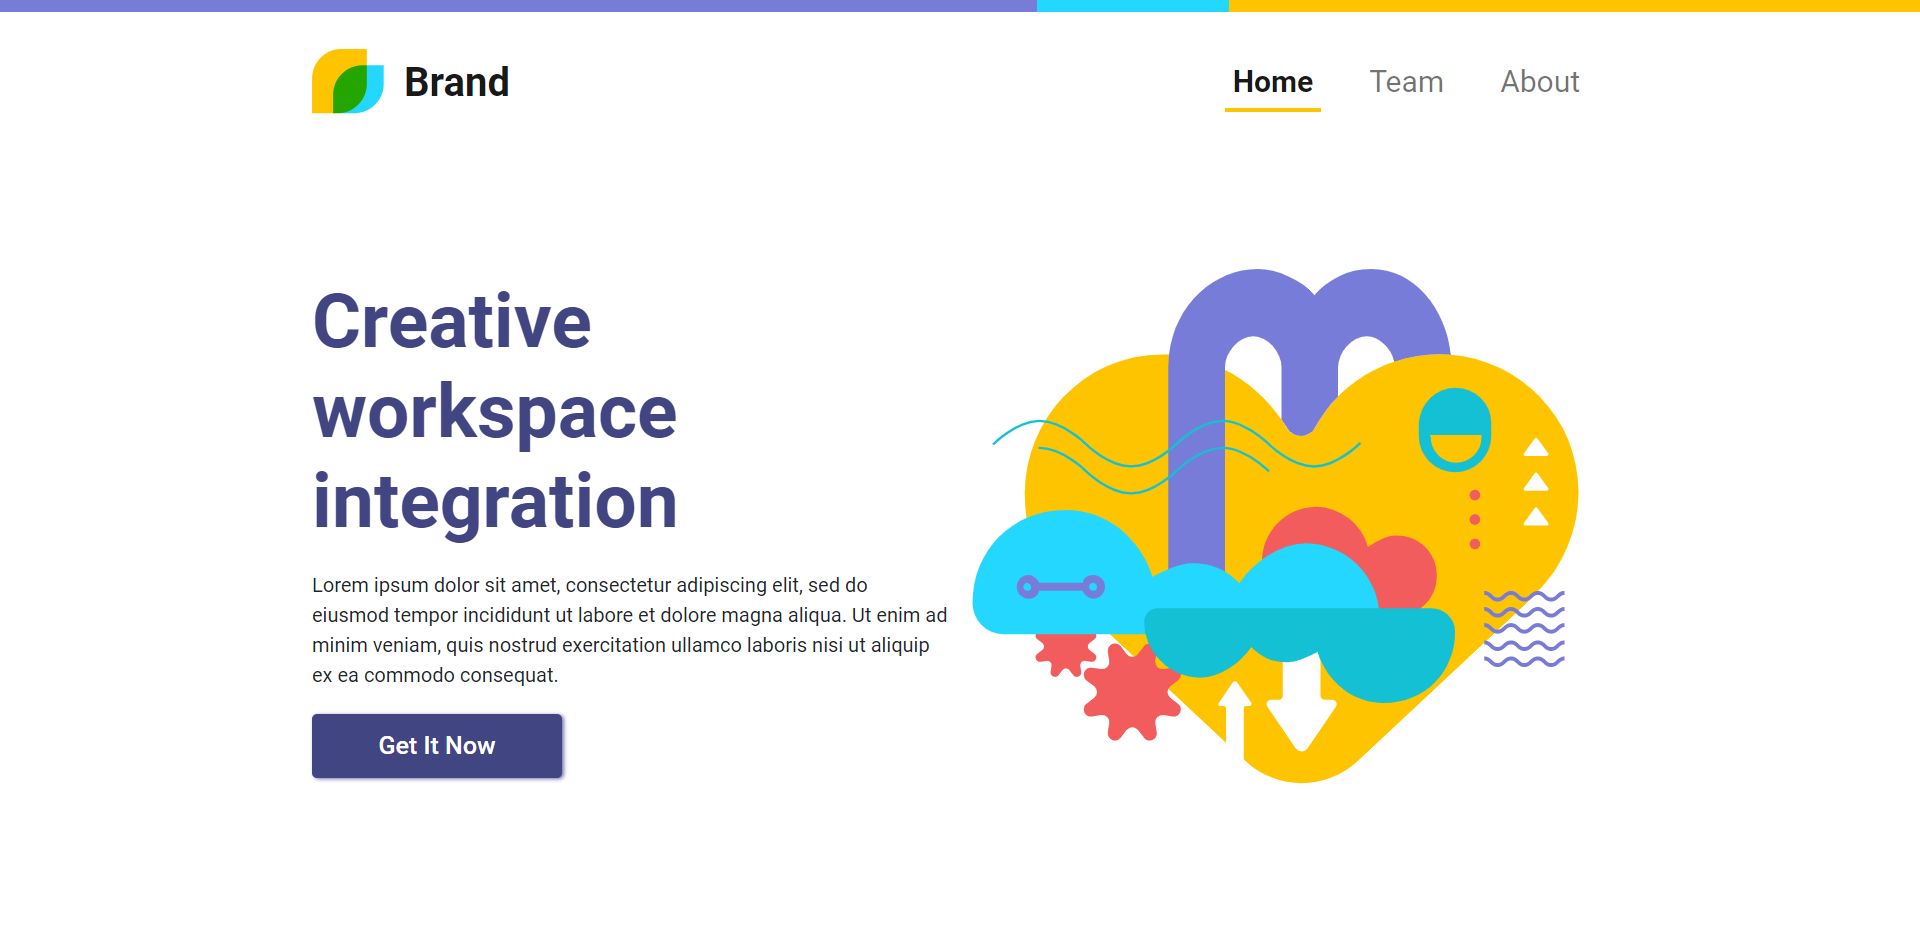 Brand
Home Team About
Creative
workspace
integration
Lorem ipsum dolor sit amet, consectetur adipiscing elit, sed do
eiusmod tempor incididunt ut labore et dolore magna aliqua. Ut enim ad
minim veniam, quis nostrud exercitation ullamco laboris nisi ut aliquip
ex ea commodo consequat.
Get It Now